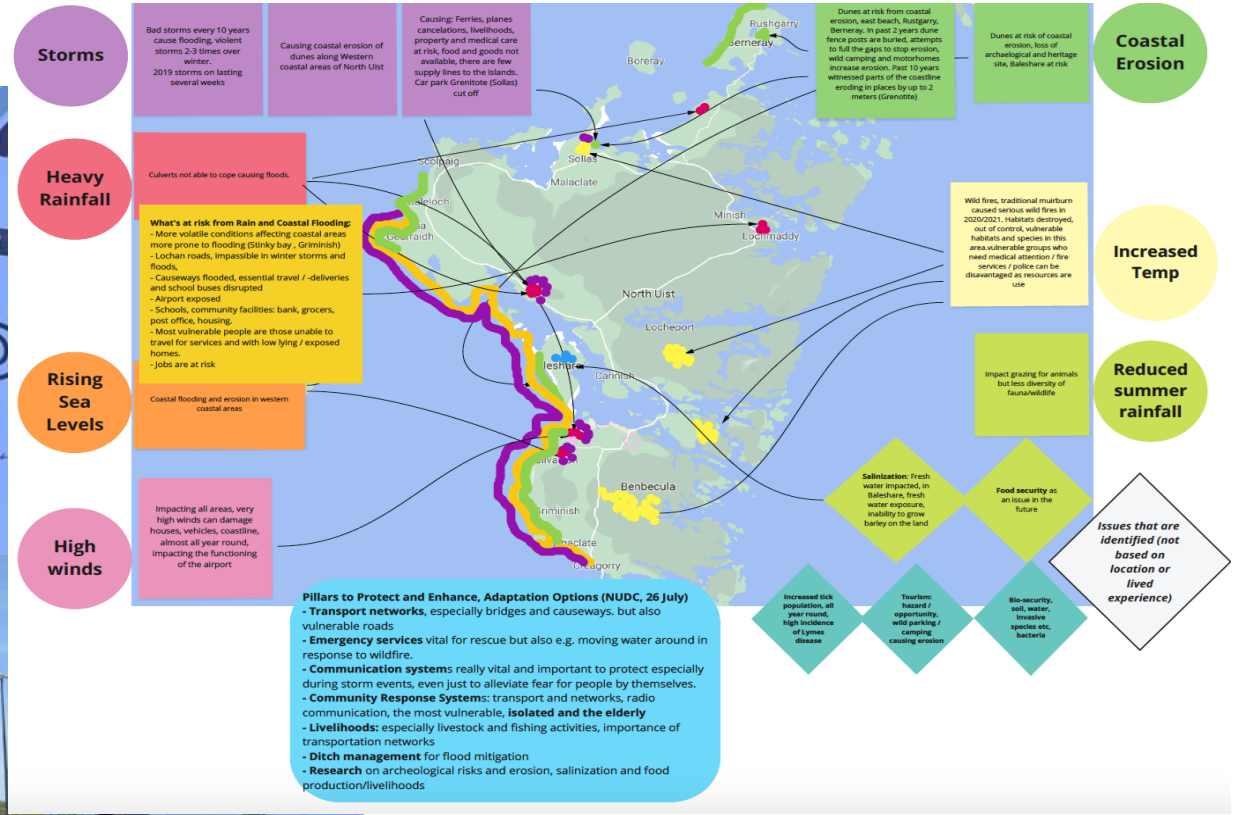 Storms
Bad storms every 10 years
cause flooding, violent
storms 2-3 times over
winter.
2019 storms on lasting
several weeks
Causing coastal erosion of
dunes along Western
coastal areas of North Uist
Causing: Ferries, planes
cancelations, livelihoods,
property and medical care
at risk, food and goods not
available, there are few
supply lines to the islands.
Car park Grenitote (Sollas)
cut off
Dunes at risk from coastal
erosion, east beach, Rustgarry,
Berneray. In past 2 years dune
fence posts are buried, attempts
to full the gaps to stop erosion,
wild camping and motorhomes
increase erosion. Past 10 years
witnessed parts of the coastline
eroding in places by up to 2
meters (Grenotite)
Dunes at risk of coastal
erosion, loss of
archaelogical and heritage
site, Baleshare at risk
Coastal
Erosion
Heavy
Rainfall
Culverts not able to cope causing floods.
What's at risk from Rain and Coastal Flooding:
- More volatile conditions affecting coastal areas
more prone to flooding (Stinky bay , Griminish)
- Lochan roads, impassible in winter storms and
floods,
- Causeways flooded, essential travel / -deliveries
and school buses disrupted
- Airport exposed
- Schools, community facilities: bank, grocers,
post office, housing.
- Most vulnerable people are those unable to
travel for services and with low lying / exposed
homes.
- Jobs are at risk
Rising
Sea
Levels
Coastal flooding and erosion in western
coastal areas
High
winds
Impacting all areas, very
high winds can damage
houses, vehicles, coastline,
almost all year round,
impacting the functioning
of the airport
Rushgarry
Berneray
Boreray
Scolpaig
Sollas
Malaclate
Minish
Lochmaddy
North Uist
Locheport
Carinish
Benbecula
Creagorry
Wild fires, traditional muirburn
caused serious wild fires in
2020/2021. Habitats destroyed,
out of control, vulnerable
habitats and species in this
area.vulnerable groups who
need medical attention / fire
services / police can be
disavantaged as resources are
use
Increased
Temp
Impact grazing for animals
but less diversity of
fauna/wildlife
Reduced
summer
rainfall
Salinization: Fresh
water impacted, in
Baleshare, fresh
water exposure,
inability to grow
barley on the land
Food security as
an issue in the
future
Issues that are
identified (not
based on
location or
lived
experience)
Increased tick
population, all
year round,
high incidence
of Lymes
disease
Tourism:
hazard /
opportunity,
wild parking /
camping
causing erosion
Bio-security,
soil, water,
invasive
species etc,
bacteria
Pillars to Protect and Enhance, Adaptation Options (NUDC, 26 July)
- Transport networks, especially bridges and causeways. but also
vulnerable roads
- Emergency services vital for rescue but also e.g. moving water around in
response to wildfire.
- Communication systems really vital and important to protect especially
during storm events, even just to alleviate fear for people by themselves.
- Community Response Systems: transport and networks, radio
communication, the most vulnerable, isolated and the elderly
- Livelihoods: especially livestock and fishing activities, importance of
transportation networks
- Ditch management for flood mitigation
- Research on archeological risks and erosion, salinization and food
production/livelihoods